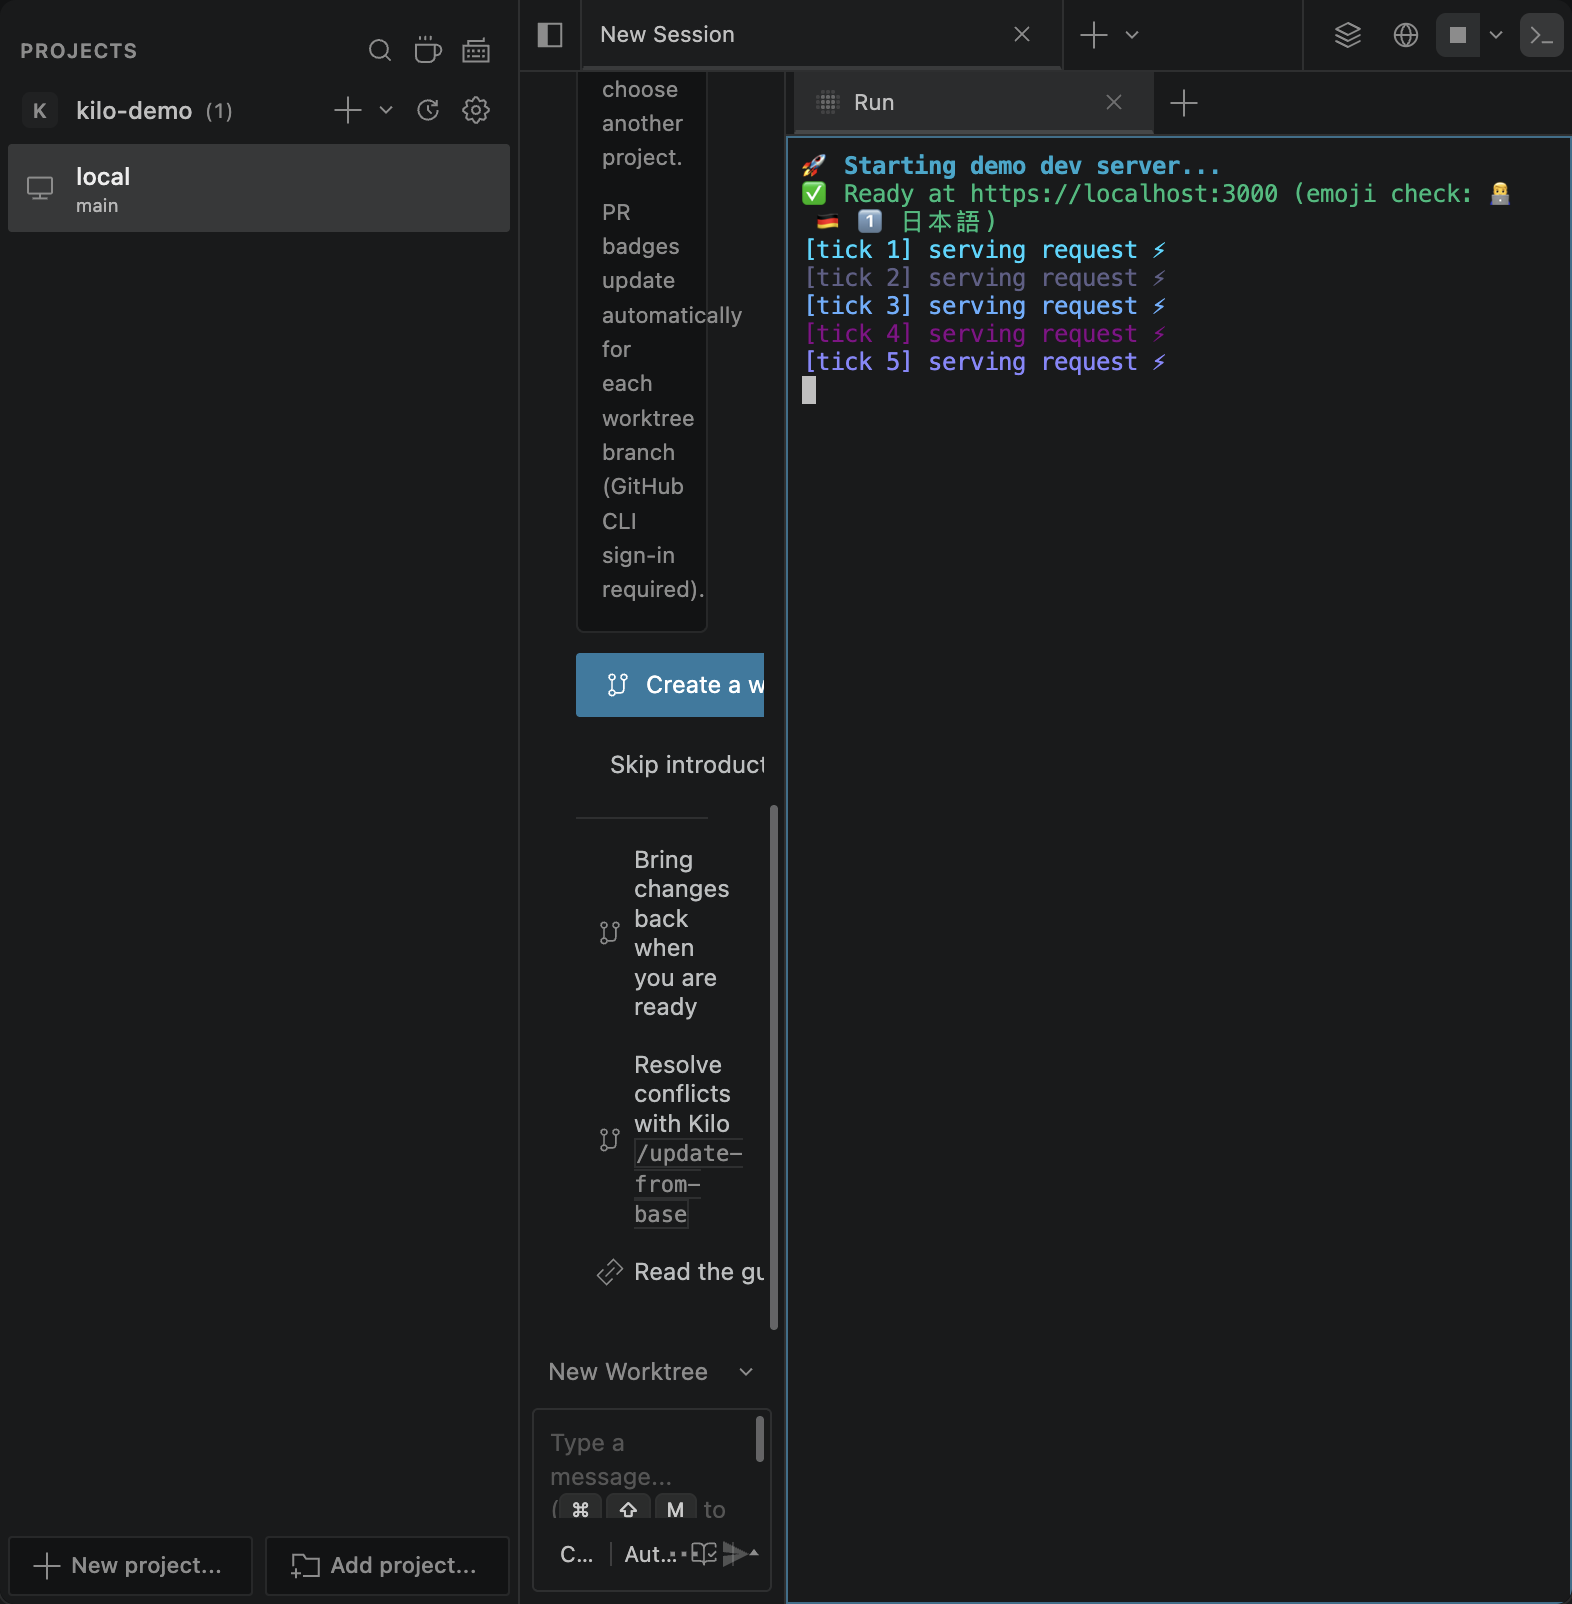 PROJECTS
K kilo-demo (1)
local
main
New project...
Add project...
New Session
choose
another
project.
PR
badges
update
automatically
for
each
worktree
branch
(GitHub
CLI
sign-in
required).
Create a w
Skip introduct
Bring
changes
back
when
you are
ready
Resolve
conflicts
with Kilo
/update-
from-
base
Read the gu
New Worktree
Type a
message...
(⌘ ⇧ M to
C... Aut...
Run
🚀 Starting demo dev server...
✅ Ready at https://localhost:3000 (emoji check: 👩‍💻
🇩🇪 1️⃣ 日本語)
[tick 1] serving request ⚡
[tick 2] serving request ⚡
[tick 3] serving request ⚡
[tick 4] serving request ⚡
[tick 5] serving request ⚡